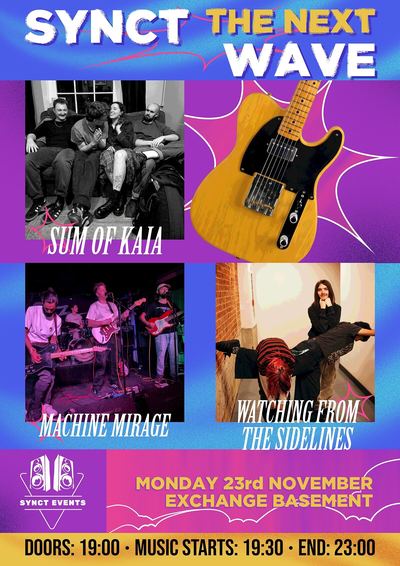 SYNCT THE NEXT
WAVE
SUM OF KAIA
MACHINE MIRAGE
WATCHING FROM
THE SIDELINES
SYNCT EVENTS
MONDAY 23rd NOVEMBER
EXCHANGE BASEMENT
DOORS: 19:00 • MUSIC STARTS: 19:30 • END: 23:00